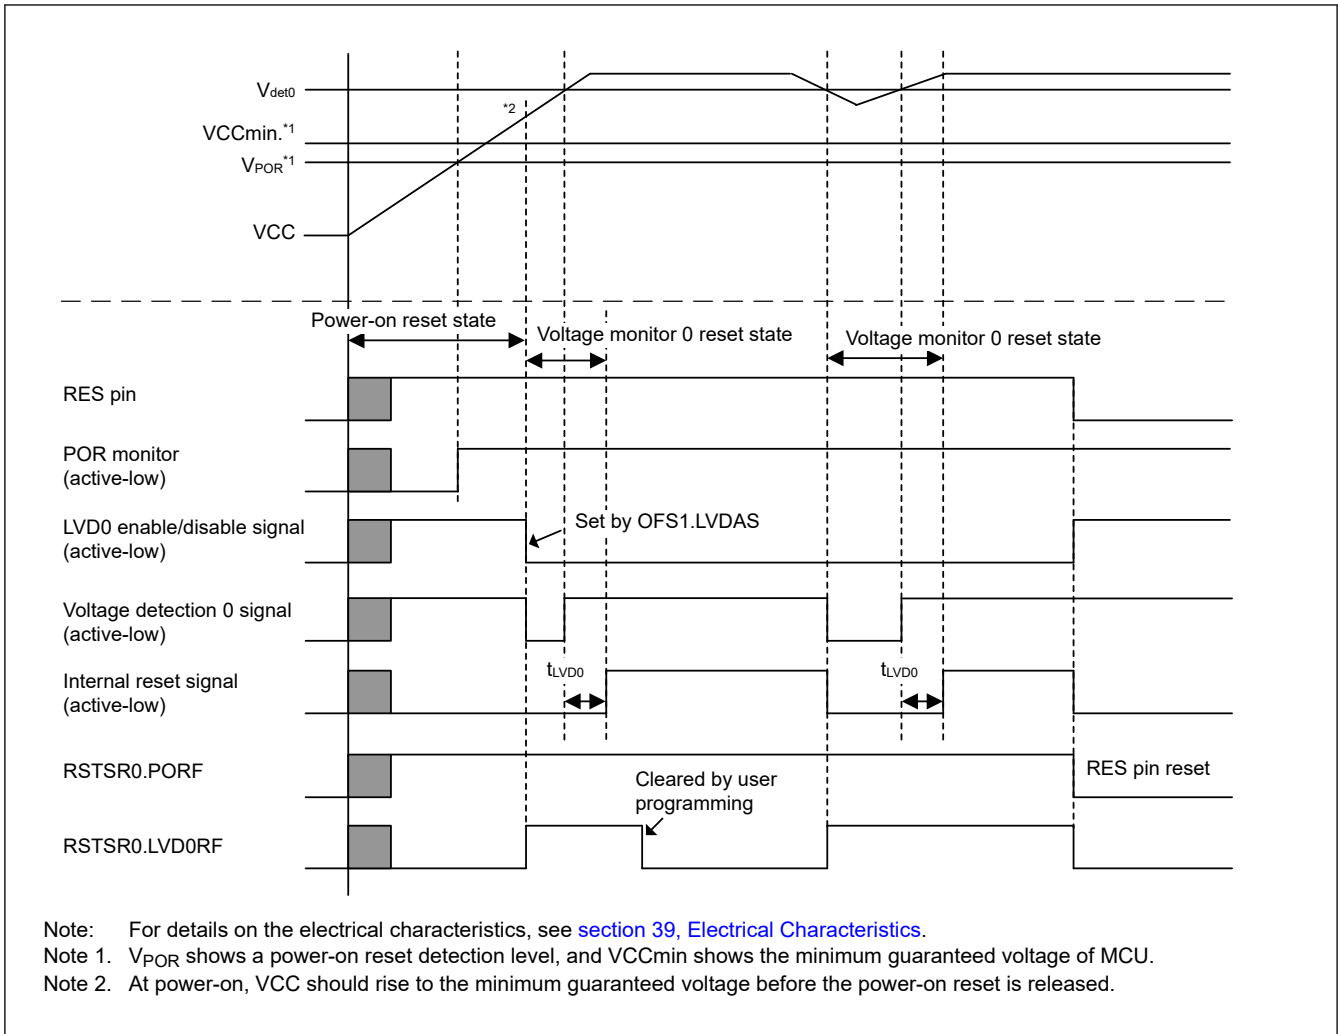 Vdet0
*2
VCCmin.*1
VPOR*1
VCC
Power-on reset state
Voltage monitor 0 reset state
Voltage monitor 0 reset state
RES pin
POR monitor
(active-low)
LVD0 enable/disable signal
(active-low)
Set by OFS1.LVDAS
Voltage detection 0 signal
(active-low)
Internal reset signal
(active-low)
tLVD0
tLVD0
RSTSR0.PORF
RES pin reset
Cleared by user
programming
RSTSR0.LVD0RF
Note: For details on the electrical characteristics, see section 39, Electrical Characteristics.
Note 1. VPOR shows a power-on reset detection level, and VCCmin shows the minimum guaranteed voltage of MCU.
Note 2. At power-on, VCC should rise to the minimum guaranteed voltage before the power-on reset is released.